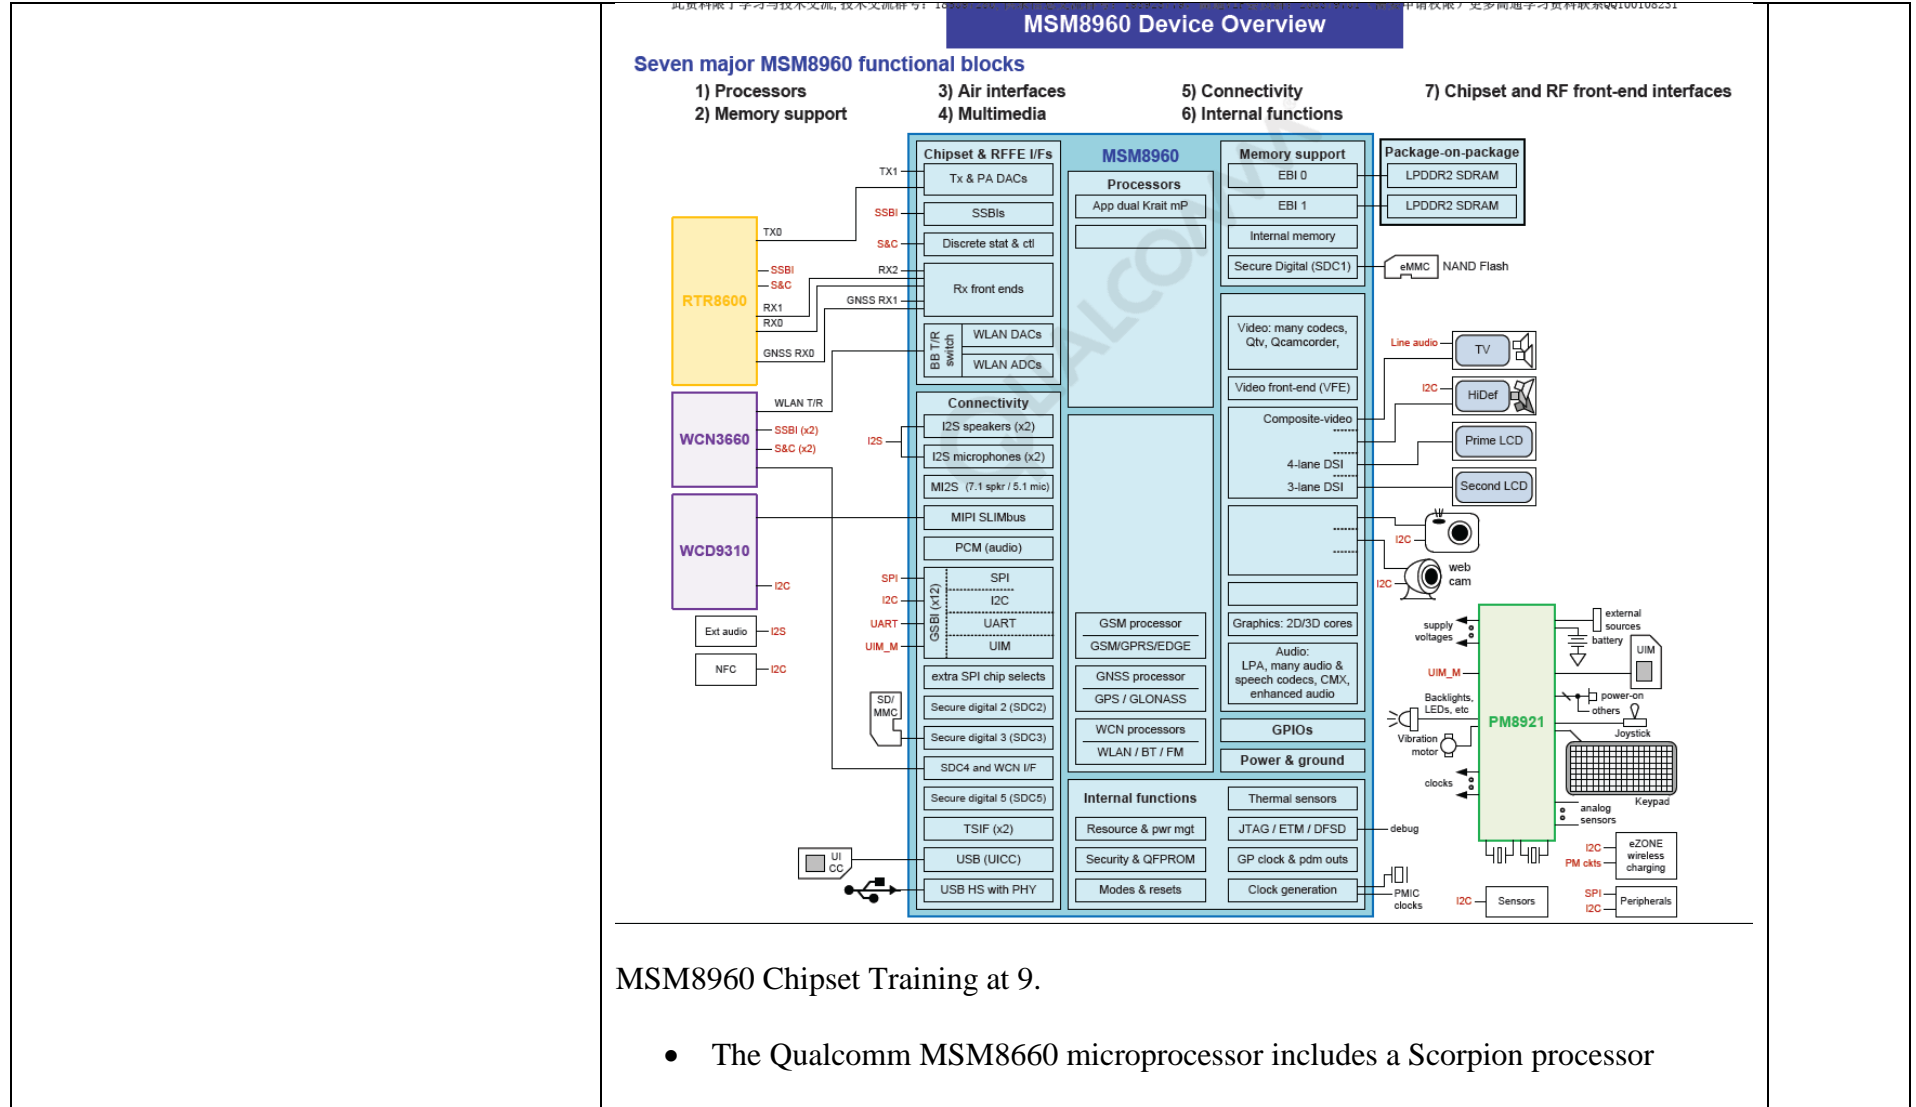 MSM8960 Device Overview
Seven major MSM8960 functional blocks
1) Processors
2) Memory support
3) Air interfaces
4) Multimedia
5) Connectivity
6) Internal functions
7) Chipset and RF front-end interfaces
MSM8960
Chipset & RFFE I/Fs
Tx & PA DACs
SSBIs
Discrete stat & ctl
Rx front ends
BB T/R
switch
WLAN DACs
WLAN ADCs
TX1
SSBI
S&C
RX2
GNSS RX1
RTR8600
TX0
SSBI
S&C
RX1
RX0
GNSS RX0
WCN3660
WLAN T/R
SSBI (x2)
S&C (x2)
WCD9310
I2C
Ext audio
I2S
NFC
I2C
Connectivity
I2S speakers (x2)
I2S microphones (x2)
I2S
MI2S (7.1 spkr / 5.1 mic)
MIPI SLIMbus
PCM (audio)
GSBI (x12)
SPI
I2C
UART
UIM
SPI
I2C
UART
UIM_M
extra SPI chip selects
SD/
MMC
Secure digital 2 (SDC2)
Secure digital 3 (SDC3)
SDC4 and WCN I/F
Secure digital 5 (SDC5)
TSIF (x2)
UI
CC
USB (UICC)
USB HS with PHY
Processors
App dual Krait mP
GSM processor
GSM/GPRS/EDGE
GNSS processor
GPS / GLONASS
WCN processors
WLAN / BT / FM
Internal functions
Resource & pwr mgt
Security & QFPROM
Modes & resets
Thermal sensors
JTAG / ETM / DFSD
GP clock & pdm outs
Clock generation
debug
PMIC
clocks
Memory support
EBI 0
EBI 1
Internal memory
Secure Digital (SDC1)
Package-on-package
LPDDR2 SDRAM
LPDDR2 SDRAM
eMMC
NAND Flash
Video: many codecs,
Qtv, Qcamcorder,
Video front-end (VFE)
Composite-video
4-lane DSI
3-lane DSI
Line audio
TV
I2C
HiDef
Prime LCD
Second LCD
I2C
I2C
web
cam
Graphics: 2D/3D cores
Audio:
LPA, many audio &
speech codecs, CMX,
enhanced audio
GPIOs
Power & ground
PM8921
supply
voltages
UIM_M
Backlights,
LEDs, etc
Vibration
motor
clocks
external
sources
battery
UIM
power-on
others
Joystick
Keypad
analog
sensors
I2C
PM ckts
eZONE
wireless
charging
I2C
Sensors
SPI
I2C
Peripherals
QUALCOMM
MSM8960 Chipset Training at 9.
• The Qualcomm MSM8660 microprocessor includes a Scorpion processor